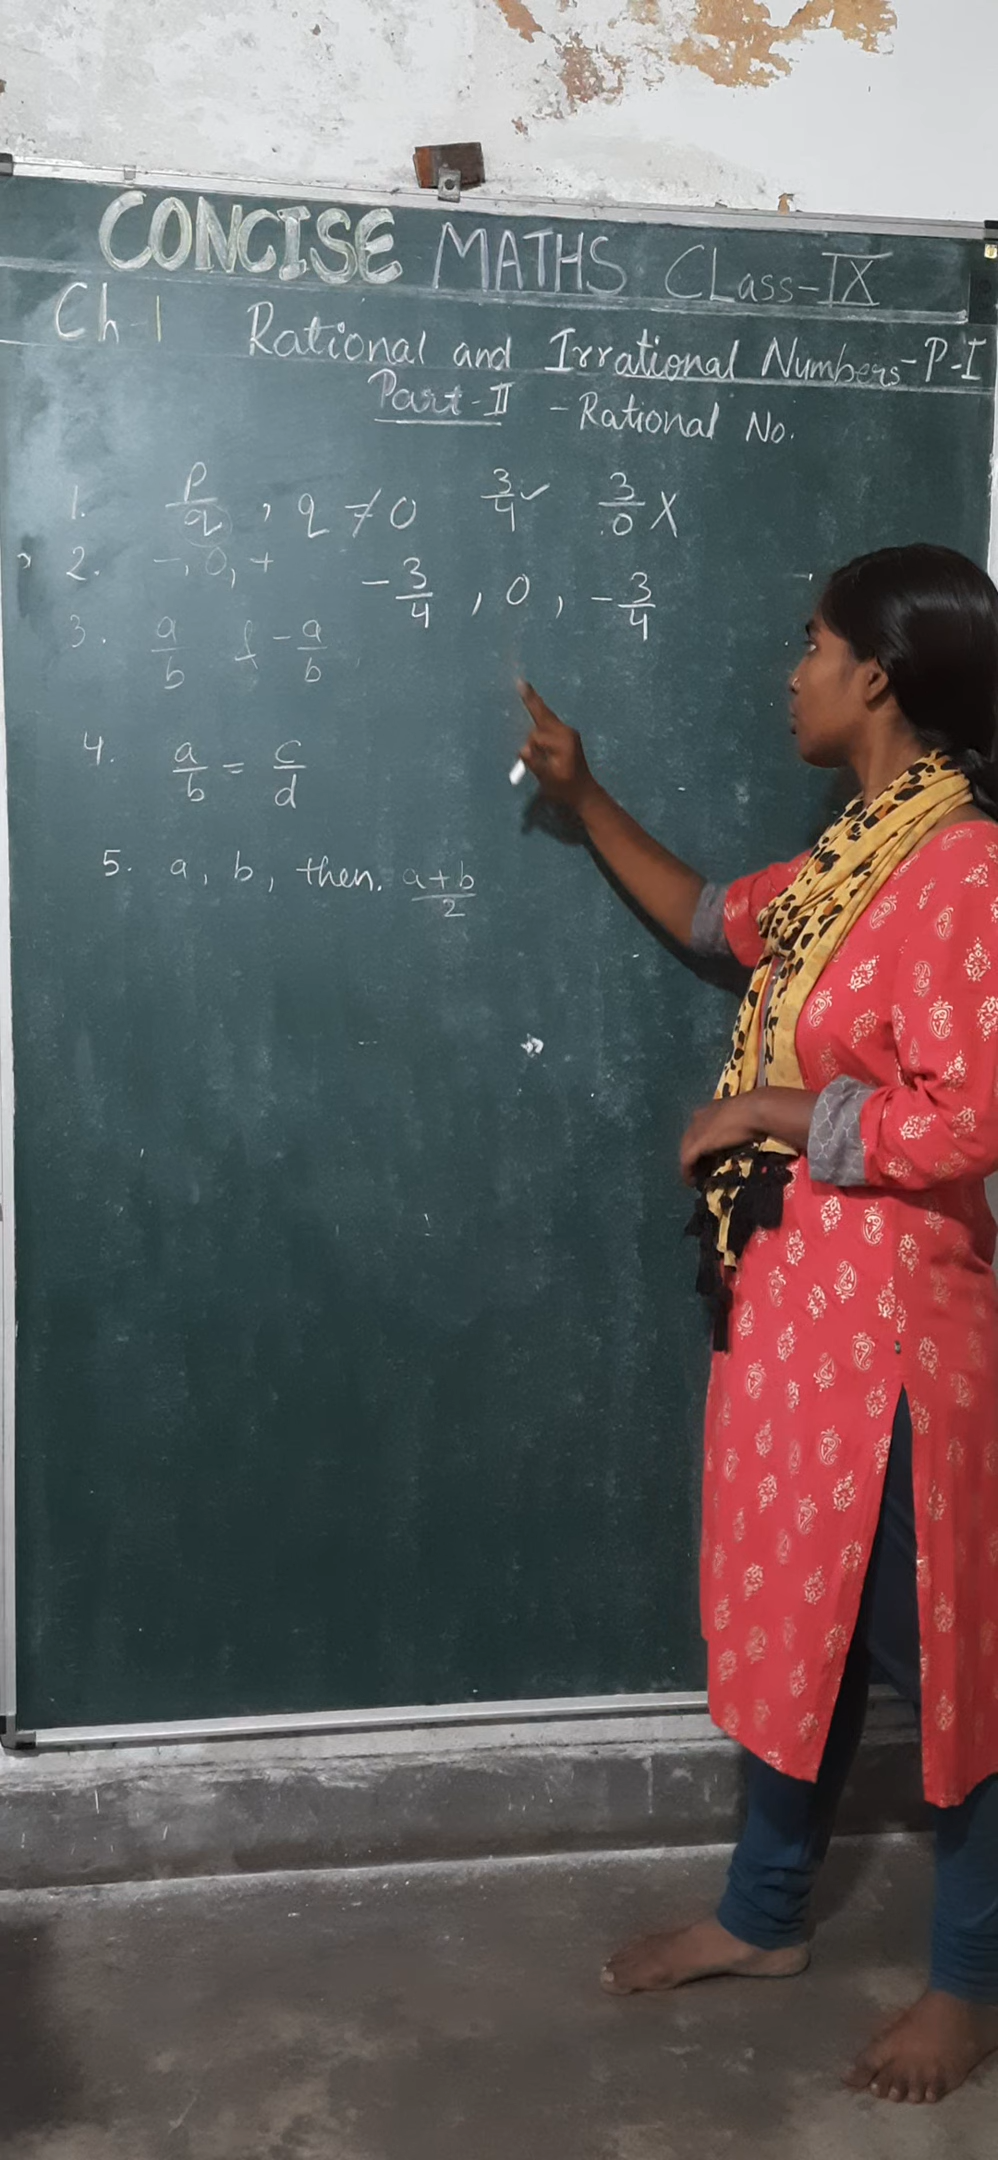 CONCISE MATHS CLass-IX
Ch-1 Rational and Irrational Numbers-P-I
Part-II - Rational No.
1. p/q , q ≠ 0 3/4 ✓ 3/0 X
2. -, 0, + -3/4 , 0 , -3/4
3. a/b & -a/b
4. a/b = c/d
5. a, b, then. a+b/2